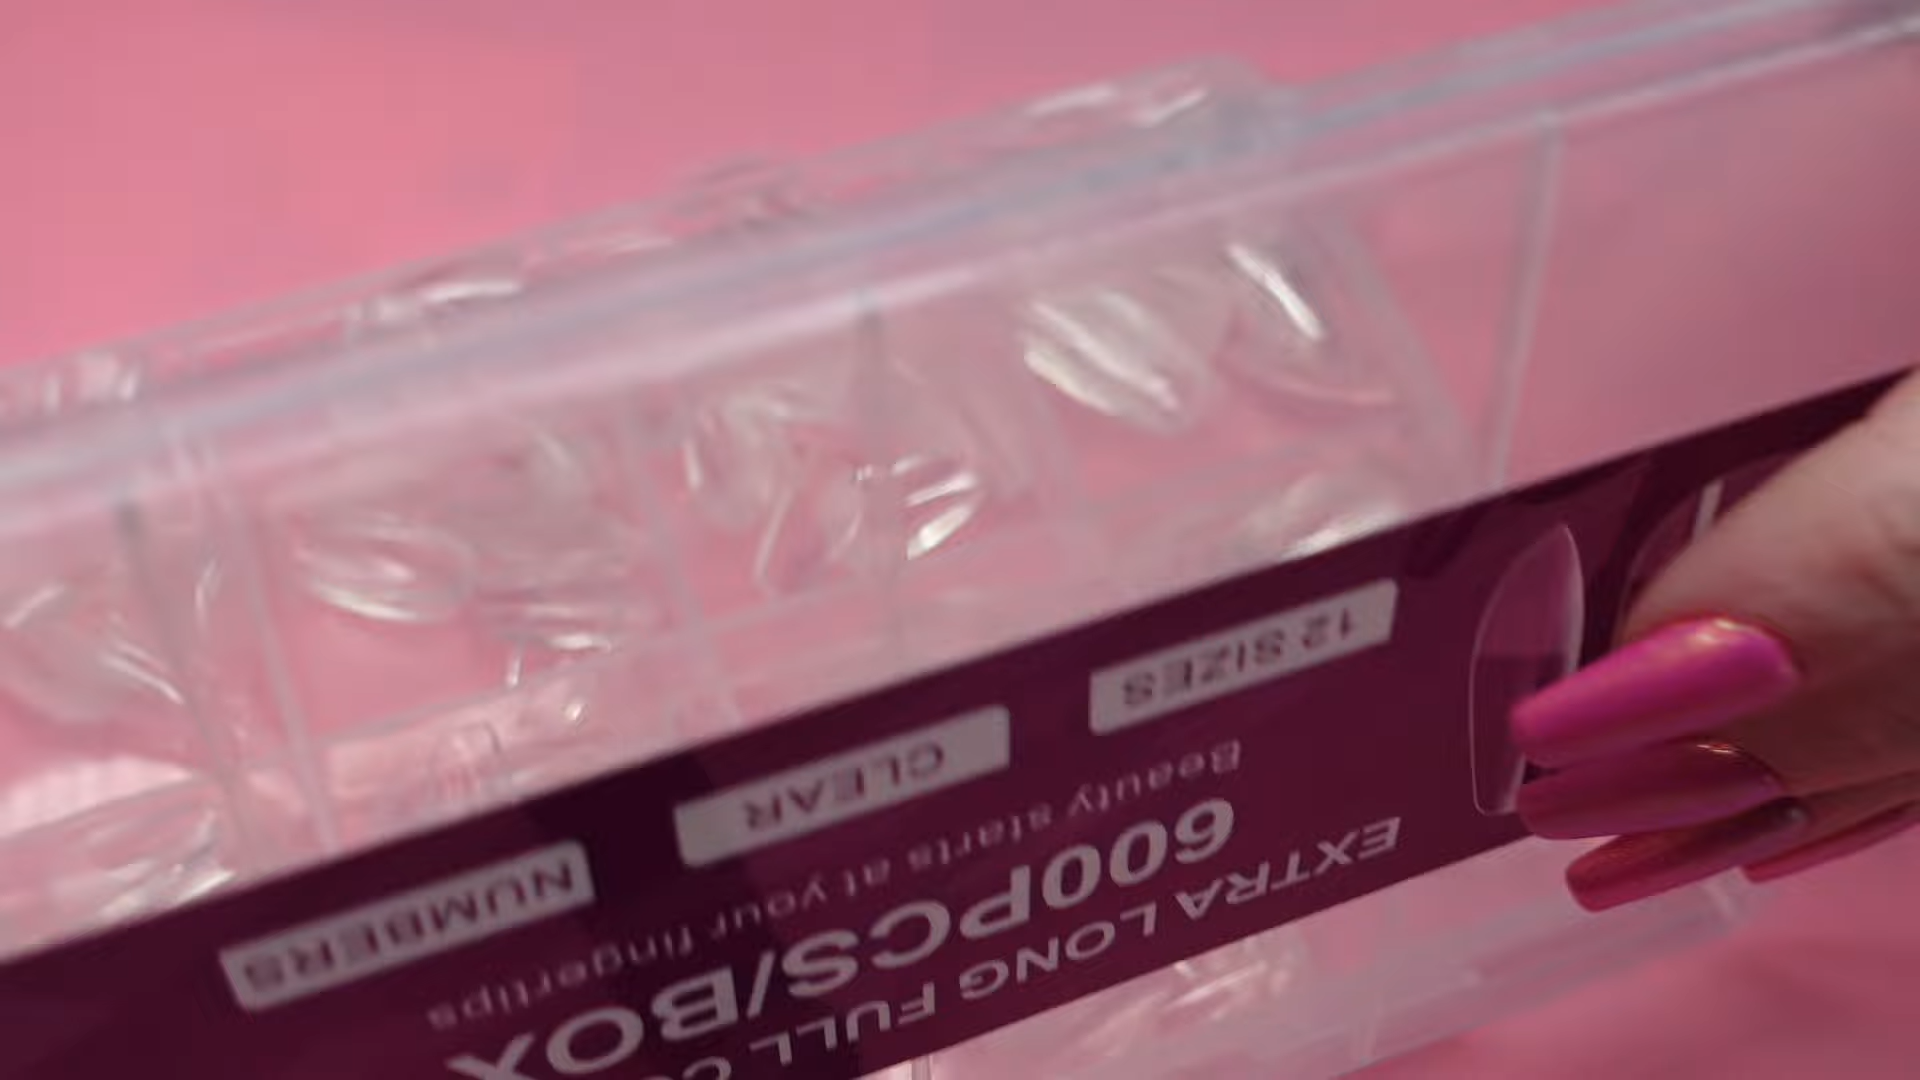 EXTRA LONG FULL
600PCS/BOX
Beauty starts at your fingertips
12 SIZES
CLEAR
NUMBERS